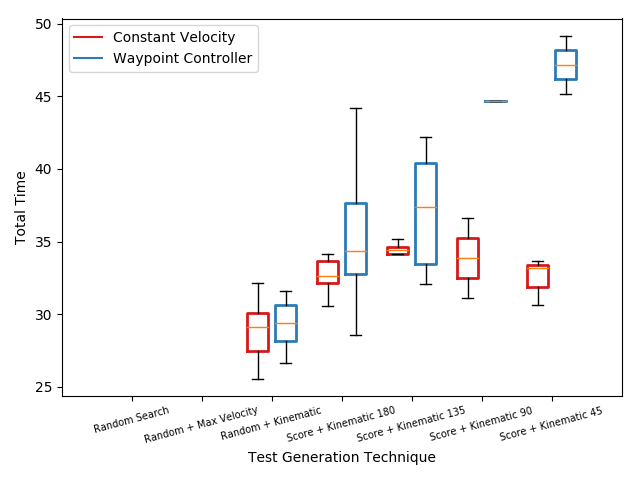 Constant Velocity
Waypoint Controller
50
45
40
35
30
25
Total Time
Random Search
Random + Max Velocity
Random + Kinematic
Score + Kinematic 180
Score + Kinematic 135
Score + Kinematic 90
Score + Kinematic 45
Test Generation Technique